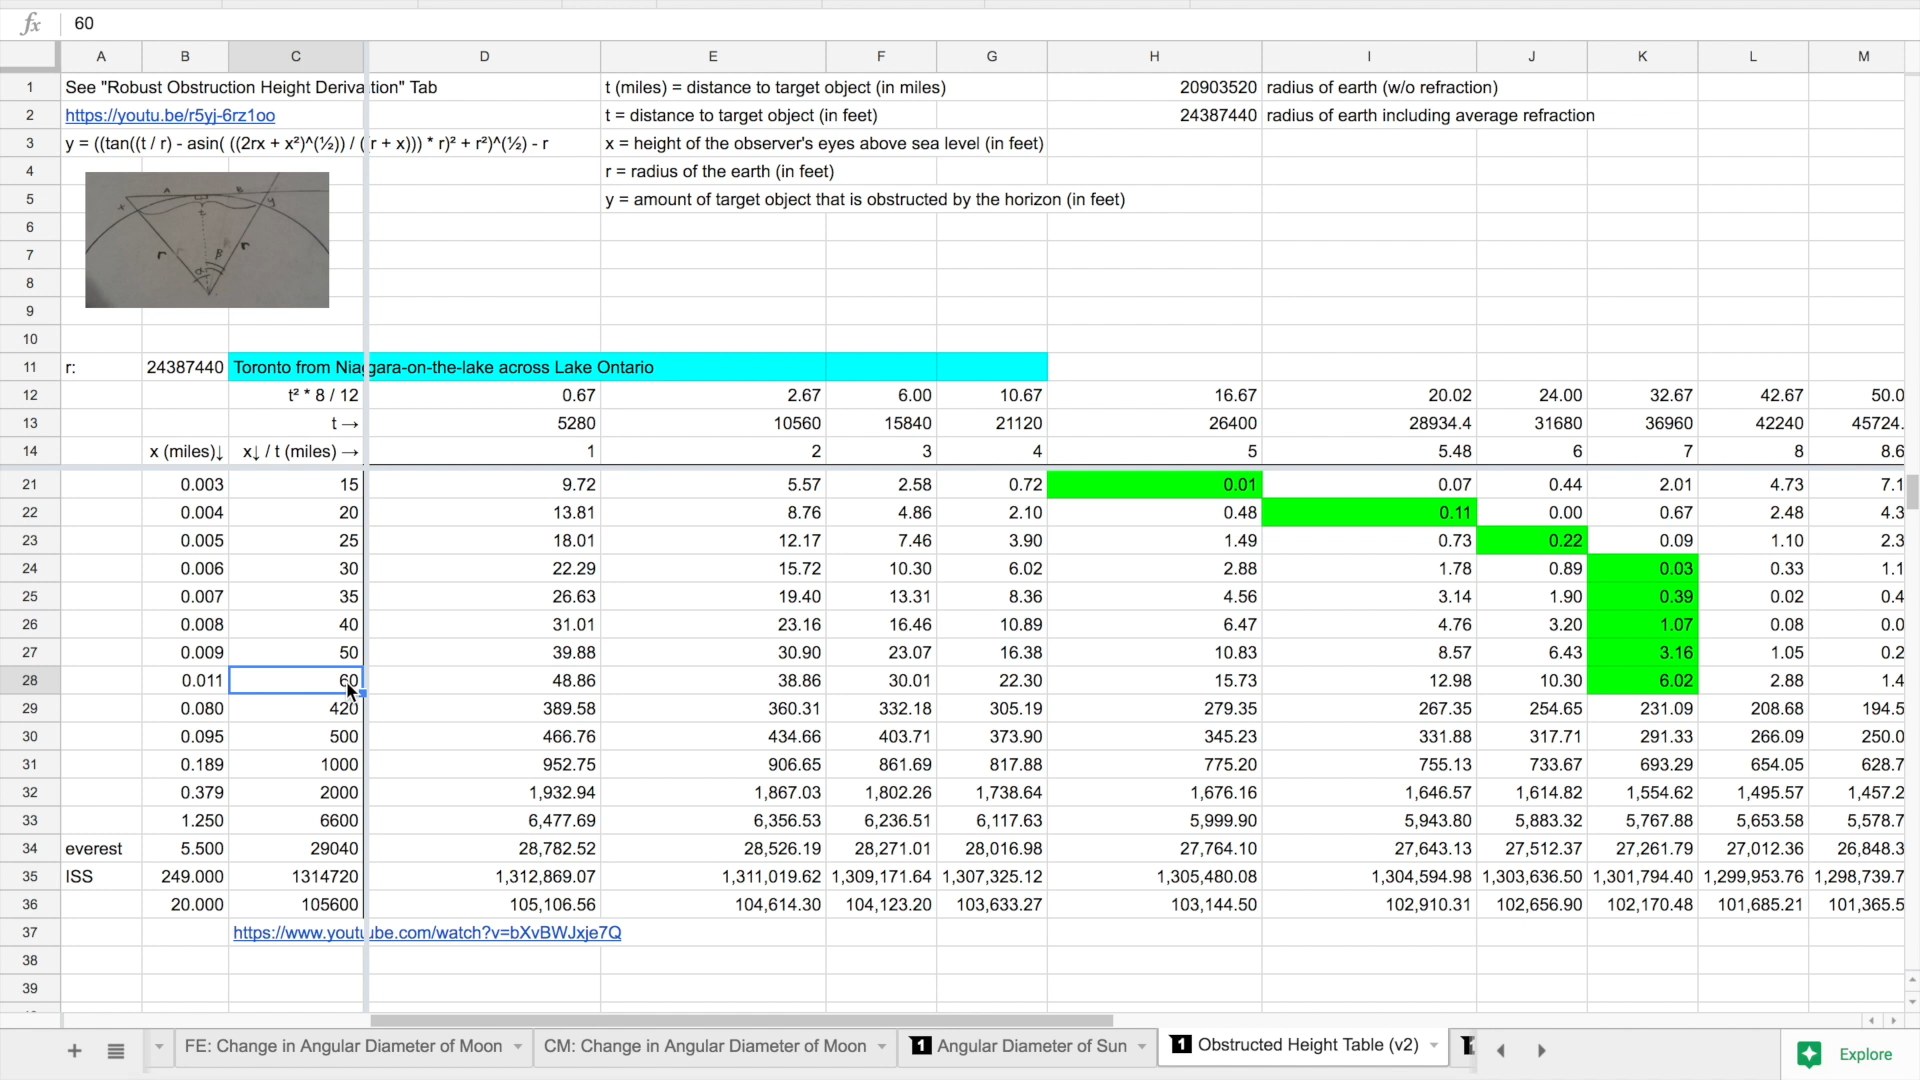 fx 60
A B C D E F G H I J K L M
1 See "Robust Obstruction Height Derivation" Tab t (miles) = distance to target object (in miles) 20903520 radius of earth (w/o refraction)
2 https://youtu.be/r5yj-6rz1oo t = distance to target object (in feet) 24387440 radius of earth including average refraction
3 y = ((tan((t / r) - asin( ((2rx + x²)^(½)) / ( r + x))) * r)² + r²)^(½) - r x = height of the observer's eyes above sea level (in feet)
4 r = radius of the earth (in feet)
5 y = amount of target object that is obstructed by the horizon (in feet)
6
7
8
9
10
11 r: 24387440 Toronto from Niagara-on-the-lake across Lake Ontario
12 t² * 8 / 12 0.67 2.67 6.00 10.67 16.67 20.02 24.00 32.67 42.67 50.0
13 t → 5280 10560 15840 21120 26400 28934.4 31680 36960 42240 45724.
14 x (miles)↓ x↓ / t (miles) → 1 2 3 4 5 5.48 6 7 8 8.6
21 0.003 15 9.72 5.57 2.58 0.72 0.01 0.07 0.44 2.01 4.73 7.1
22 0.004 20 13.81 8.76 4.86 2.10 0.48 0.11 0.00 0.67 2.48 4.3
23 0.005 25 18.01 12.17 7.46 3.90 1.49 0.73 0.22 0.09 1.10 2.3
24 0.006 30 22.29 15.72 10.30 6.02 2.88 1.78 0.89 0.03 0.33 1.1
25 0.007 35 26.63 19.40 13.31 8.36 4.56 3.14 1.90 0.39 0.02 0.4
26 0.008 40 31.01 23.16 16.46 10.89 6.47 4.76 3.20 1.07 0.08 0.0
27 0.009 50 39.88 30.90 23.07 16.38 10.83 8.57 6.43 3.16 1.05 0.2
28 0.011 60 48.86 38.86 30.01 22.30 15.73 12.98 10.30 6.02 2.88 1.4
29 0.080 420 389.58 360.31 332.18 305.19 279.35 267.35 254.65 231.09 208.68 194.5
30 0.095 500 466.76 434.66 403.71 373.90 345.23 331.88 317.71 291.33 266.09 250.0
31 0.189 1000 952.75 906.65 861.69 817.88 775.20 755.13 733.67 693.29 654.05 628.7
32 0.379 2000 1,932.94 1,867.03 1,802.26 1,738.64 1,676.16 1,646.57 1,614.82 1,554.62 1,495.57 1,457.2
33 1.250 6600 6,477.69 6,356.53 6,236.51 6,117.63 5,999.90 5,943.80 5,883.32 5,767.88 5,653.58 5,578.7
34 everest 5.500 29040 28,782.52 28,526.19 28,271.01 28,016.98 27,764.10 27,643.13 27,512.37 27,261.79 27,012.36 26,848.3
35 ISS 249.000 1314720 1,312,869.07 1,311,019.62 1,309,171.64 1,307,325.12 1,305,480.08 1,304,594.98 1,303,636.50 1,301,794.40 1,299,953.76 1,298,739.7
36 20.000 105600 105,106.56 104,614.30 104,123.20 103,633.27 103,144.50 102,910.31 102,656.90 102,170.48 101,685.21 101,365.5
37 https://www.youtube.com/watch?v=bXvBWJxje7Q
38
39
FE: Change in Angular Diameter of Moon CM: Change in Angular Diameter of Moon 1 Angular Diameter of Sun 1 Obstructed Height Table (v2) Explore